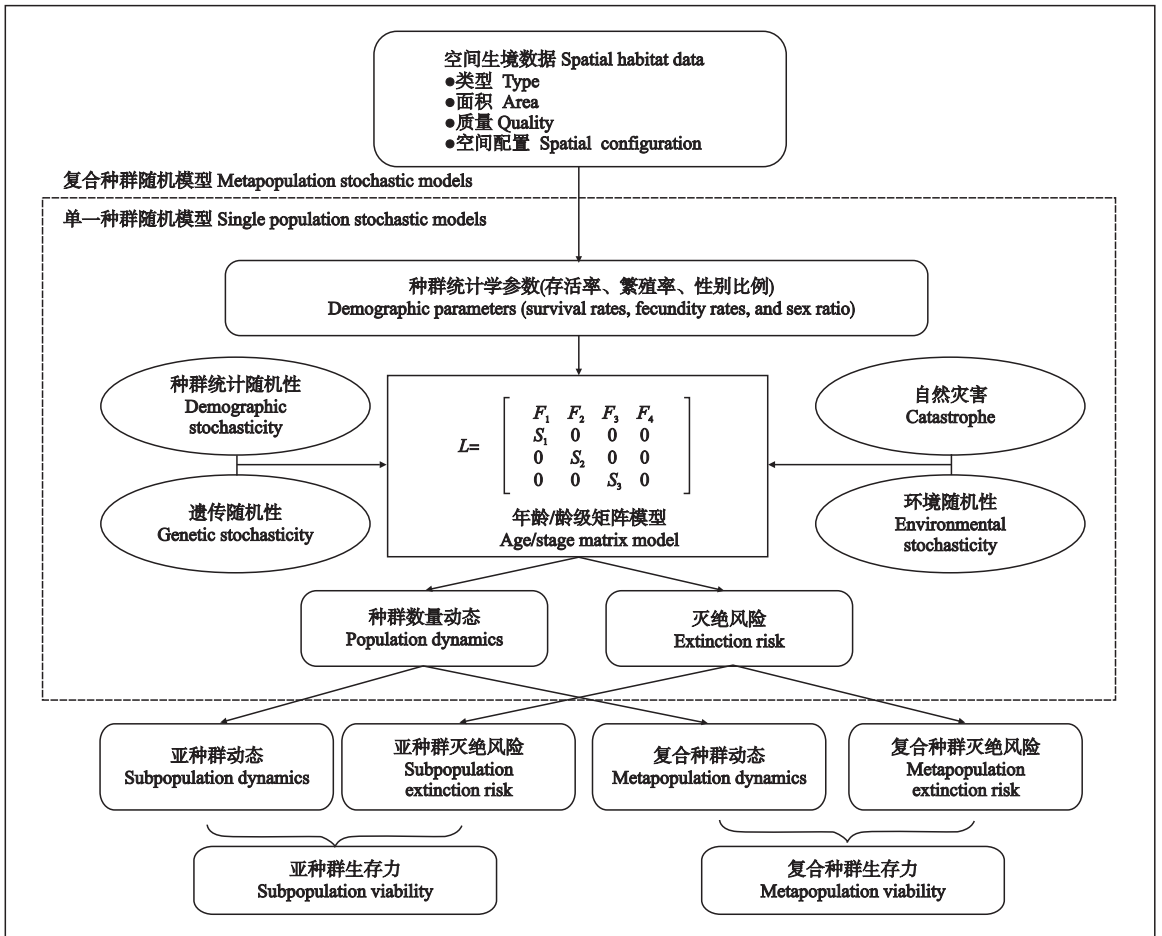 空间生境数据 Spatial habitat data
●类型 Type
●面积 Area
●质量 Quality
●空间配置 Spatial configuration
复合种群随机模型 Metapopulation stochastic models
单一种群随机模型 Single population stochastic models
种群统计学参数(存活率、繁殖率、性别比例)
Demographic parameters (survival rates, fecundity rates, and sex ratio)
种群统计随机性
Demographic
stochasticity
遗传随机性
Genetic stochasticity
L=
F₁ F₂ F₃ F₄
S₁ 0 0 0
0 S₂ 0 0
0 0 S₃ 0
年龄/龄级矩阵模型
Age/stage matrix model
自然灾害
Catastrophe
环境随机性
Environmental
stochasticity
种群数量动态
Population dynamics
灭绝风险
Extinction risk
亚种群动态
Subpopulation dynamics
亚种群灭绝风险
Subpopulation
extinction risk
复合种群动态
Metapopulation dynamics
复合种群灭绝风险
Metapopulation
extinction risk
亚种群生存力
Subpopulation viability
复合种群生存力
Metapopulation viability